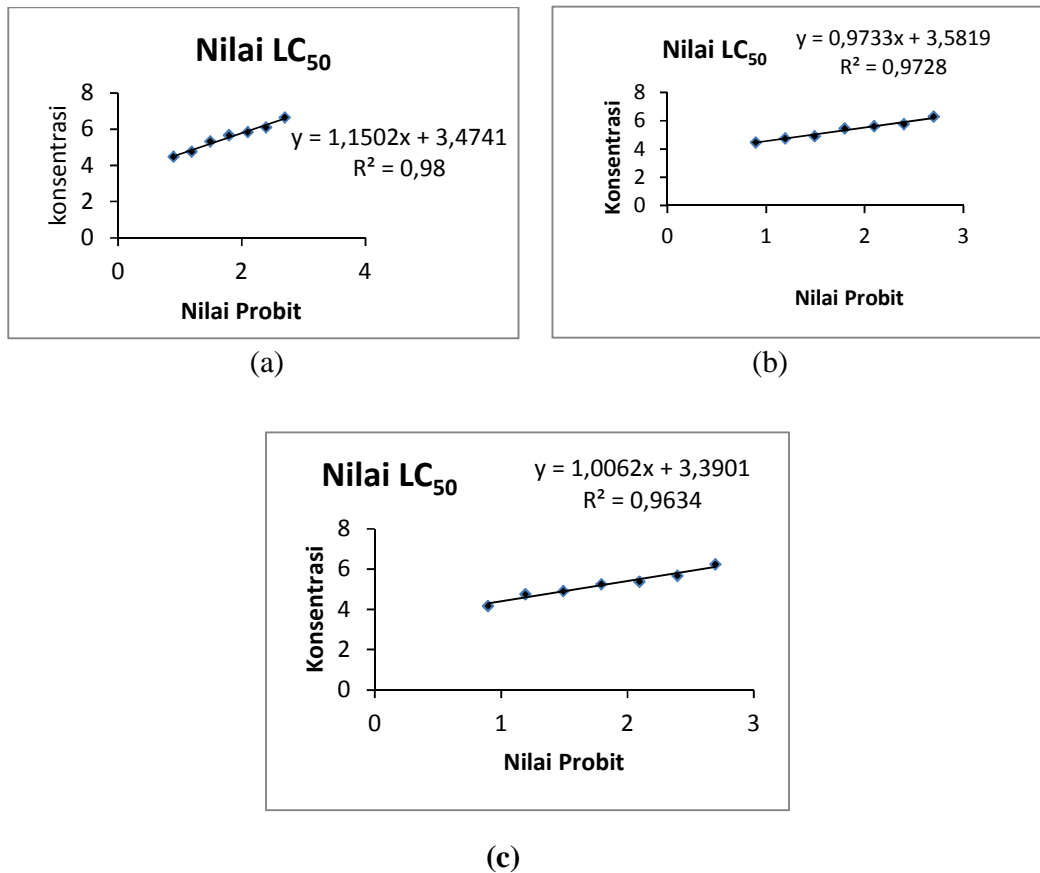 Nilai LC50
y = 1,1502x + 3,4741
R² = 0,98
konsentrasi
8
6
4
2
0
0 2 4
Nilai Probit
(a)
Nilai LC50
y = 0,9733x + 3,5819
R² = 0,9728
Konsentrasi
8
6
4
2
0
0 1 2 3
Nilai Probit
(b)
Nilai LC50
y = 1,0062x + 3,3901
R² = 0,9634
Konsentrasi
8
6
4
2
0
0 1 2 3
Nilai Probit
(c)